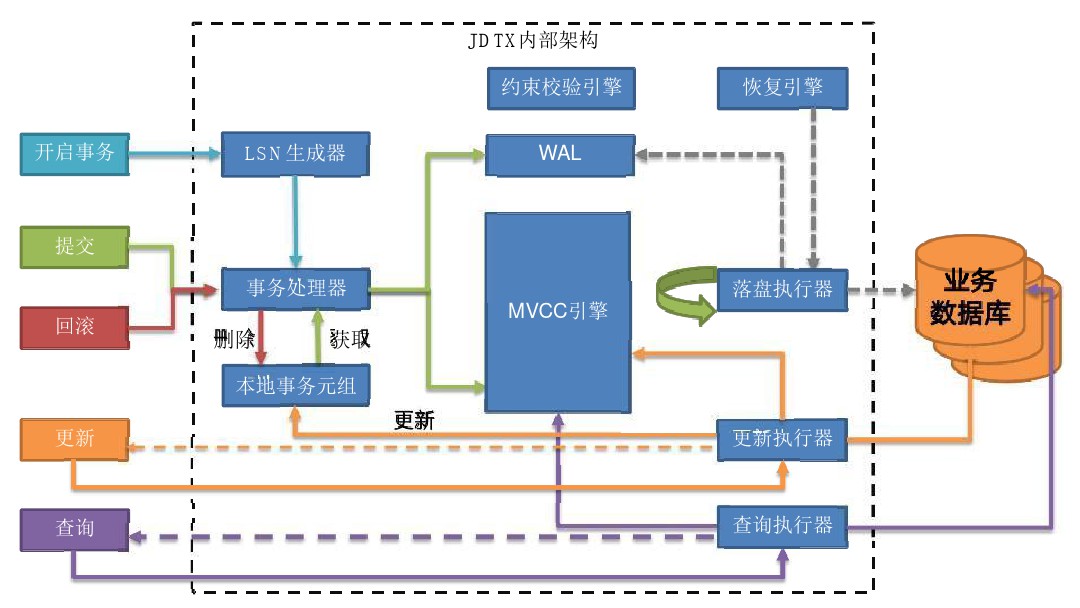 JDTX内部架构
约束校验引擎
恢复引擎
开启事务
LSN生成器
WAL
提交
事务处理器
MVCC引擎
落盘执行器
业务
数据库
回滚
删除
获取
本地事务元组
更新
更新
更新执行器
查询
查询执行器